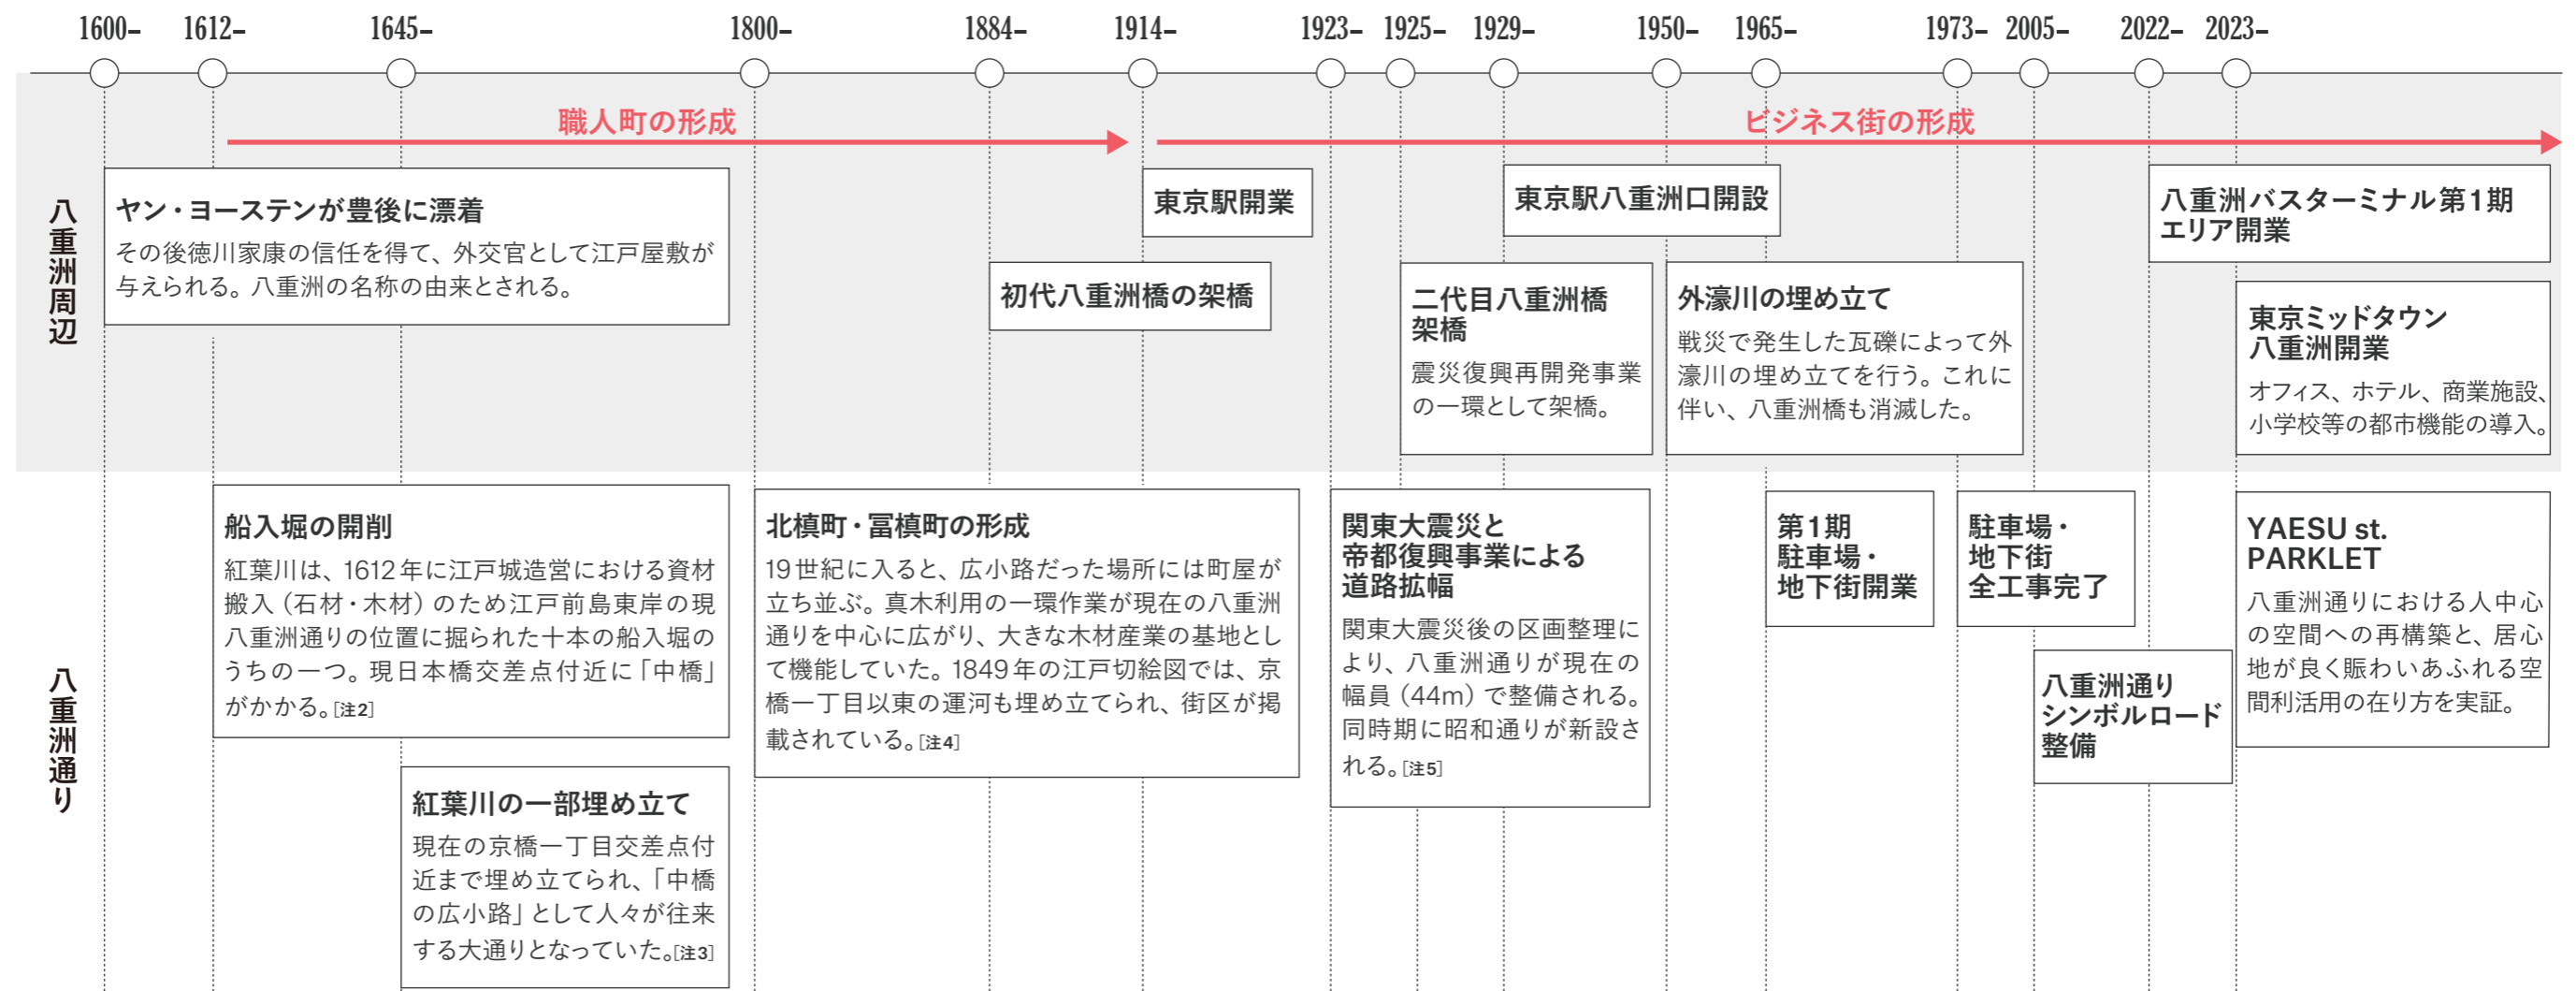 1600–
1612–
1645–
1800–
1884–
1914–
1923–
1925–
1929–
1950–
1965–
1973–
2005–
2022–
2023–
職人町の形成
ビジネス街の形成
八重洲周辺
ヤン・ヨーステンが豊後に漂着
その後徳川家康の信任を得て、外交官として江戸屋敷が
与えられる。八重洲の名称の由来とされる。
初代八重洲橋の架橋
東京駅開業
二代目八重洲橋
架橋
震災復興再開発事業
の一環として架橋。
東京駅八重洲口開設
外濠川の埋め立て
戦災で発生した瓦礫によって外
濠川の埋め立てを行う。これに
伴い、八重洲橋も消滅した。
八重洲バスターミナル第1期
エリア開業
東京ミッドタウン
八重洲開業
オフィス、ホテル、商業施設、
小学校等の都市機能の導入。
八重洲通り
船入堀の開削
紅葉川は、1612年に江戸城造営における資材
搬入（石材・木材）のため江戸前島東岸の現
八重洲通りの位置に掘られた十本の船入堀の
うちの一つ。現日本橋交差点付近に「中橋」
がかかる。[注2]
紅葉川の一部埋め立て
現在の京橋一丁目交差点付
近まで埋め立てられ、「中橋
の広小路」として人々が往来
する大通りとなっていた。[注3]
北槙町・冨槙町の形成
19世紀に入ると、広小路だった場所には町屋が
立ち並ぶ。真木利用の一環作業が現在の八重洲
通りを中心に広がり、大きな木材産業の基地とし
て機能していた。1849年の江戸切絵図では、京
橋一丁目以東の運河も埋め立てられ、街区が掲
載されている。[注4]
関東大震災と
帝都復興事業による
道路拡幅
関東大震災後の区画整理に
より、八重洲通りが現在の
幅員（44m）で整備される。
同時期に昭和通りが新設さ
れる。[注5]
第1期
駐車場・
地下街開業
駐車場・
地下街
全工事完了
八重洲通り
シンボルロード
整備
YAESU st.
PARKLET
八重洲通りにおける人中心
の空間への再構築と、居心
地が良く賑わいあふれる空
間利活用の在り方を実証。